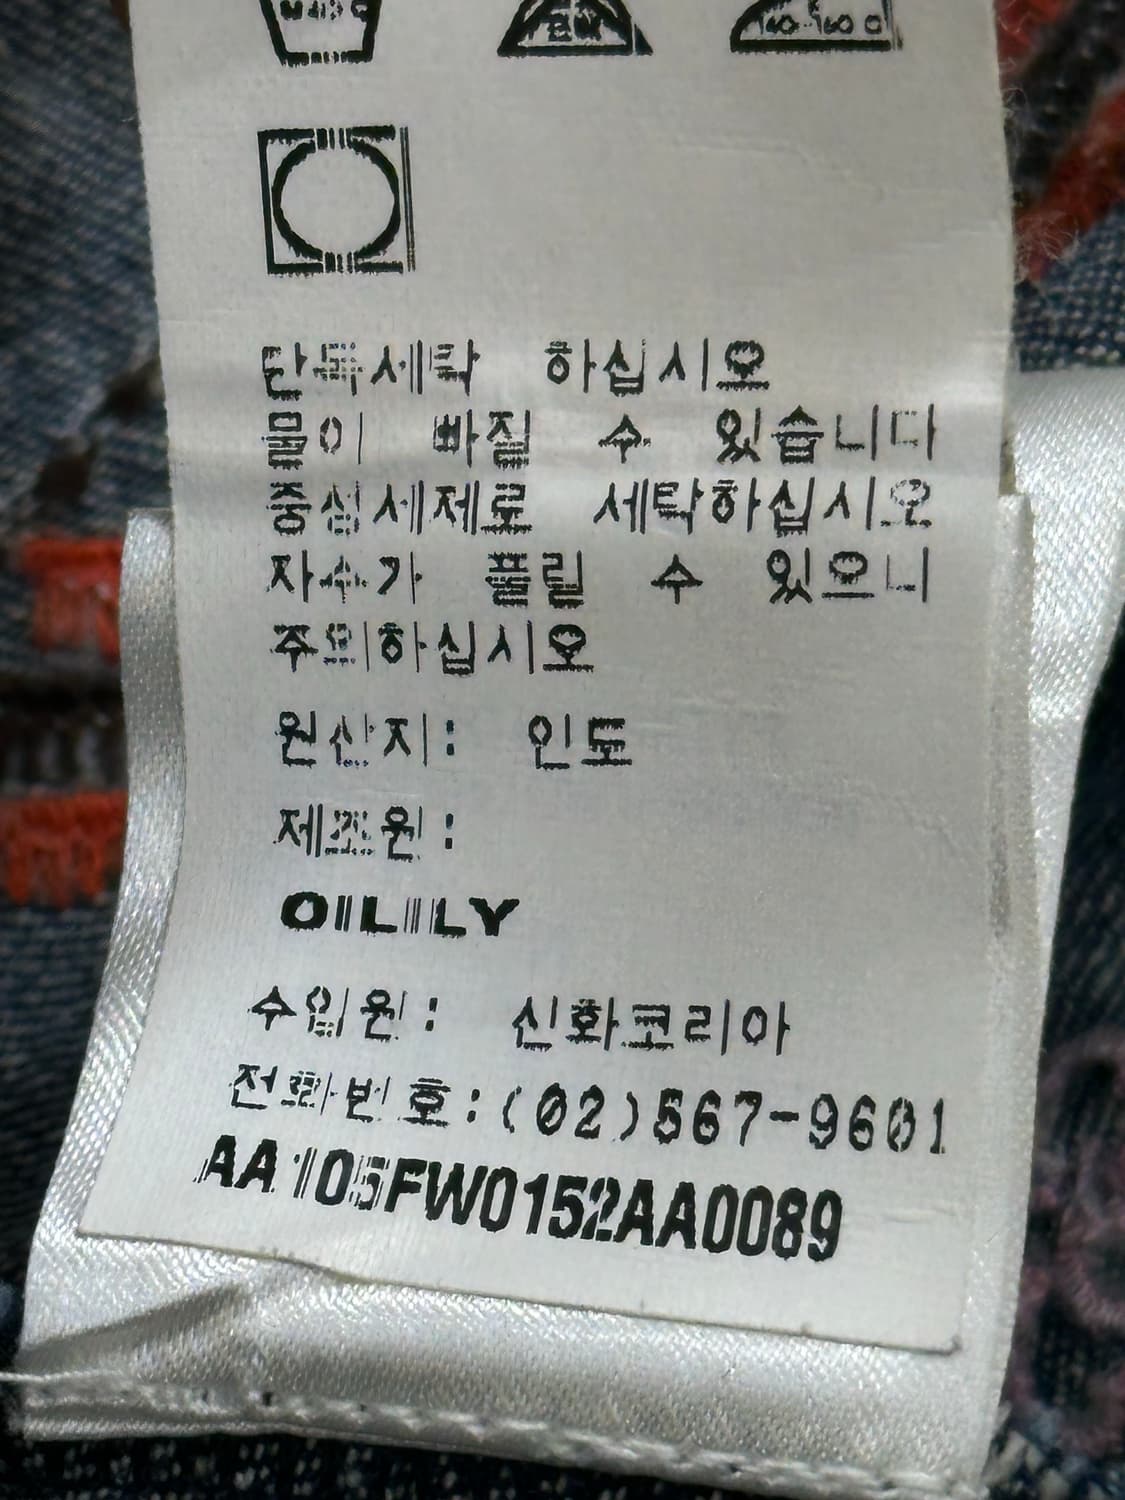 단독세탁 하십시오
물이 빠질 수 있습니다
중성세제로 세탁하십시오
자수가 풀릴 수 있으니
주의하십시오
원산지: 인도
제조원:
OILILY
수입원: 신화코리아
전화번호:(02)567-9601
AA105FW0152AA0089